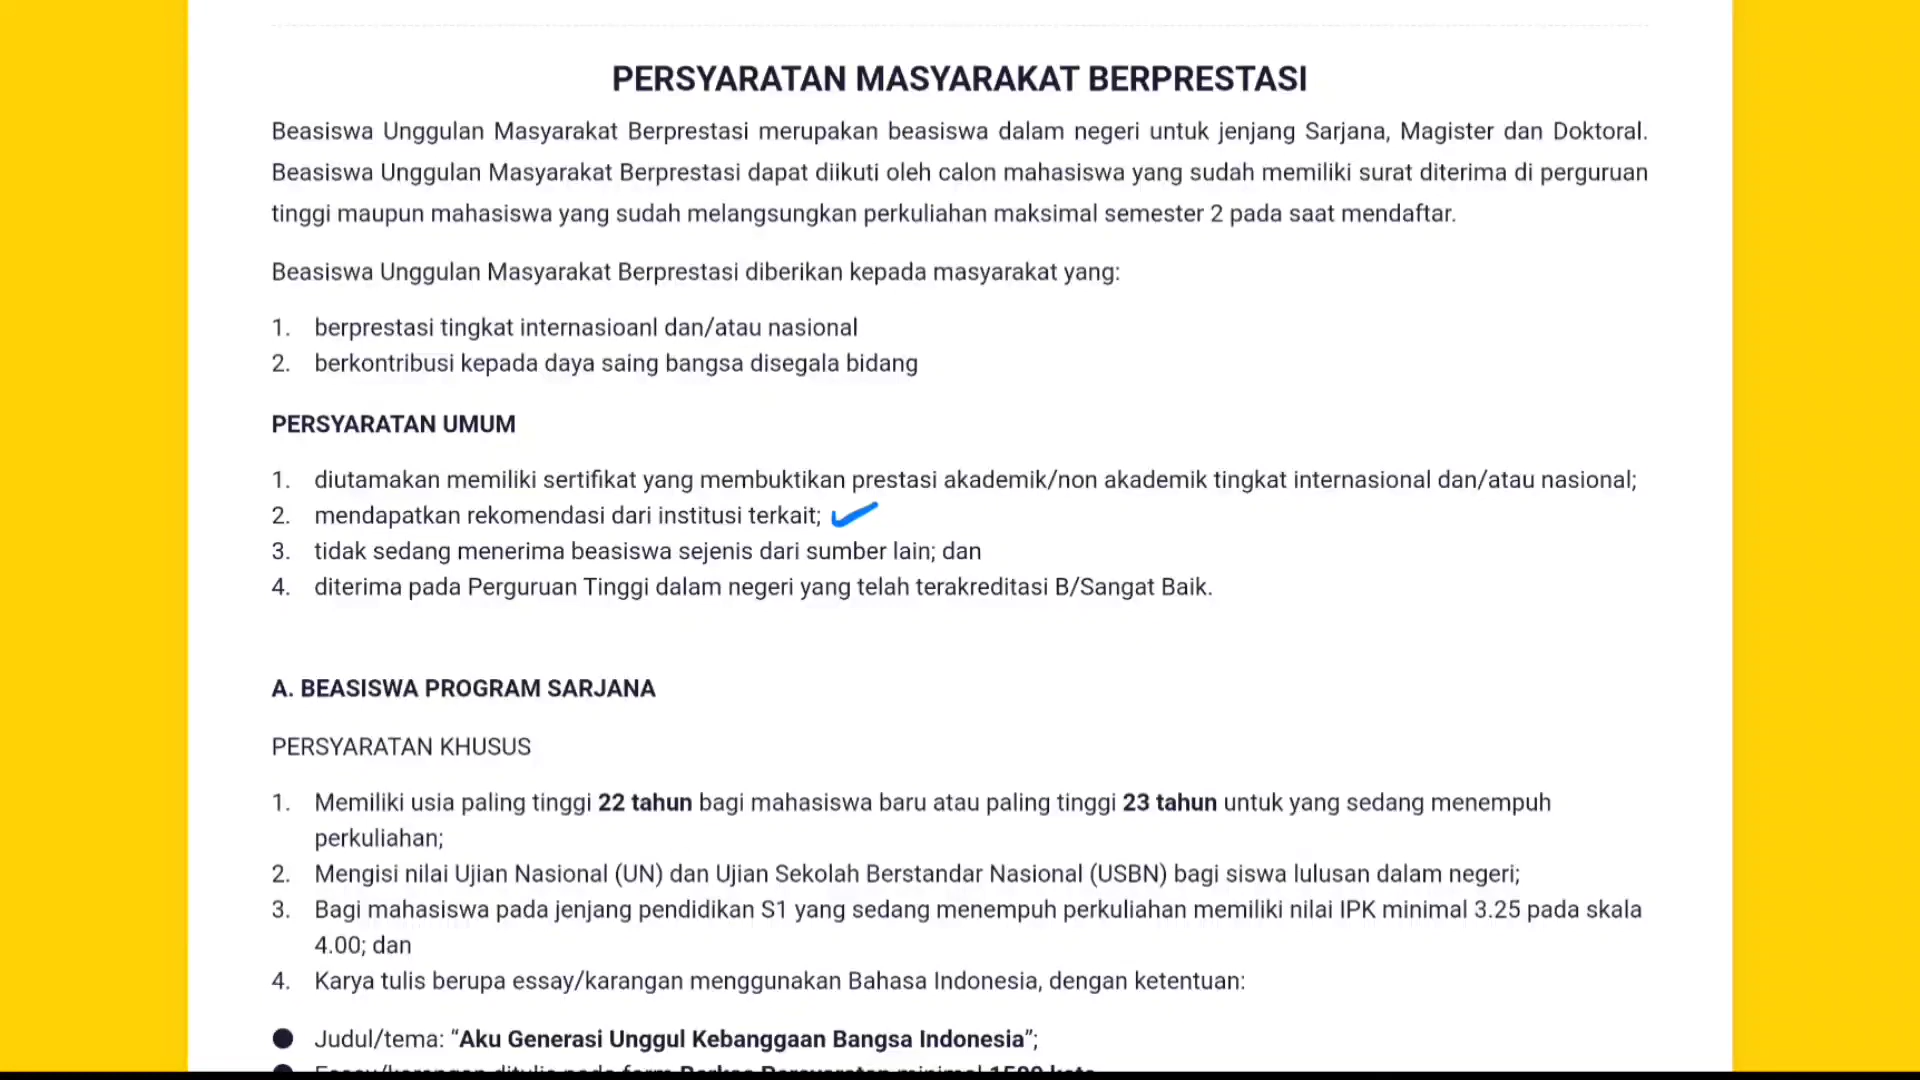 PERSYARATAN MASYARAKAT BERPRESTASI
Beasiswa Unggulan Masyarakat Berprestasi merupakan beasiswa dalam negeri untuk jenjang Sarjana, Magister dan Doktoral.
Beasiswa Unggulan Masyarakat Berprestasi dapat diikuti oleh calon mahasiswa yang sudah memiliki surat diterima di perguruan
tinggi maupun mahasiswa yang sudah melangsungkan perkuliahan maksimal semester 2 pada saat mendaftar.
Beasiswa Unggulan Masyarakat Berprestasi diberikan kepada masyarakat yang:
1. berprestasi tingkat internasioanl dan/atau nasional
2. berkontribusi kepada daya saing bangsa disegala bidang
PERSYARATAN UMUM
1. diutamakan memiliki sertifikat yang membuktikan prestasi akademik/non akademik tingkat internasional dan/atau nasional;
2. mendapatkan rekomendasi dari institusi terkait;
3. tidak sedang menerima beasiswa sejenis dari sumber lain; dan
4. diterima pada Perguruan Tinggi dalam negeri yang telah terakreditasi B/Sangat Baik.
A. BEASISWA PROGRAM SARJANA
PERSYARATAN KHUSUS
1. Memiliki usia paling tinggi 22 tahun bagi mahasiswa baru atau paling tinggi 23 tahun untuk yang sedang menempuh
perkuliahan;
2. Mengisi nilai Ujian Nasional (UN) dan Ujian Sekolah Berstandar Nasional (USBN) bagi siswa lulusan dalam negeri;
3. Bagi mahasiswa pada jenjang pendidikan S1 yang sedang menempuh perkuliahan memiliki nilai IPK minimal 3.25 pada skala
4.00; dan
4. Karya tulis berupa essay/karangan menggunakan Bahasa Indonesia, dengan ketentuan:
● Judul/tema: “Aku Generasi Unggul Kebanggaan Bangsa Indonesia”;